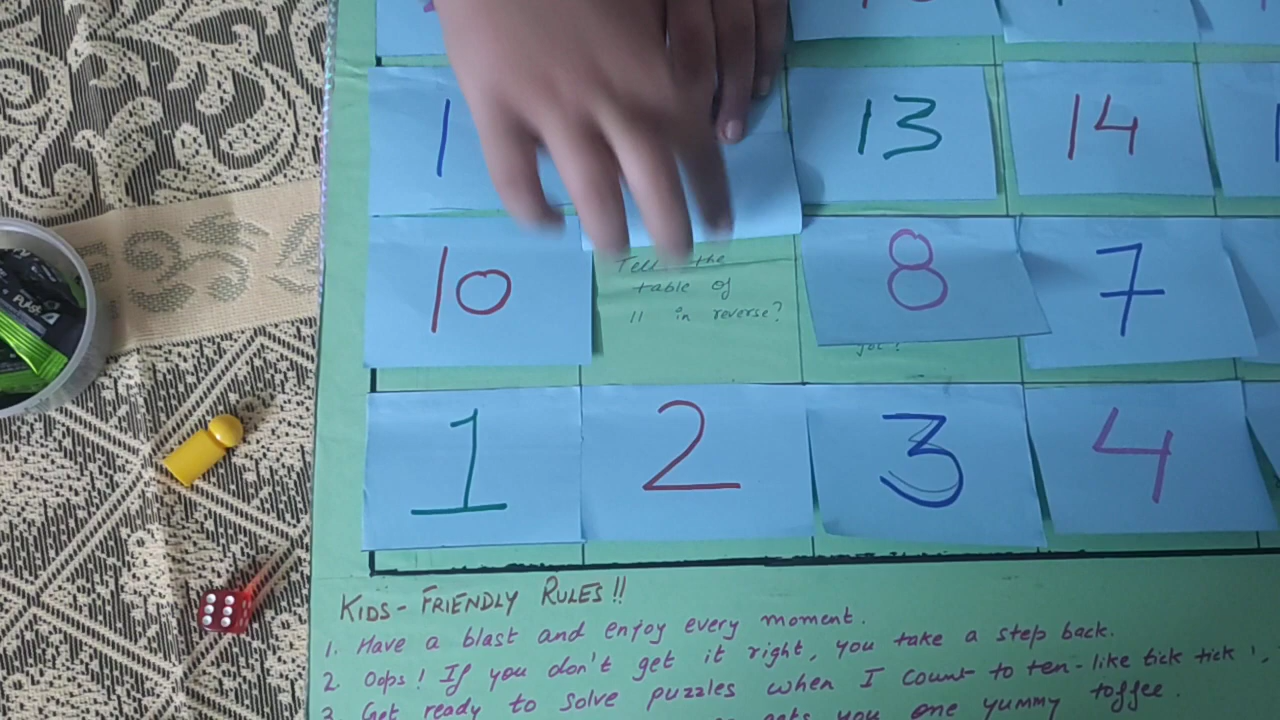 1
13
14
10
Tell the
table of
11 in reverse?
8
7
1
2
3
4
KIDS - FRIENDLY RULES!!
1. Have a blast and enjoy every moment.
2. Oops! If you don't get it right, you take a step back.
3. Get ready to solve puzzles when I count to ten-like tick tick!,
you one yummy toffee.